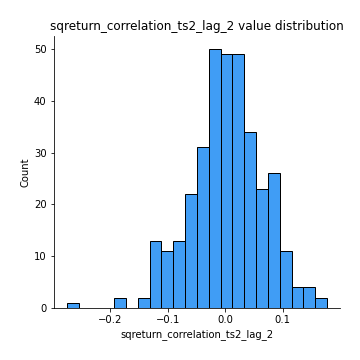 sqreturn_correlation_ts2_lag_2 value distribution
50
40
30
20
10
0
Count
−0.2 −0.1 0.0 0.1
sqreturn_correlation_ts2_lag_2